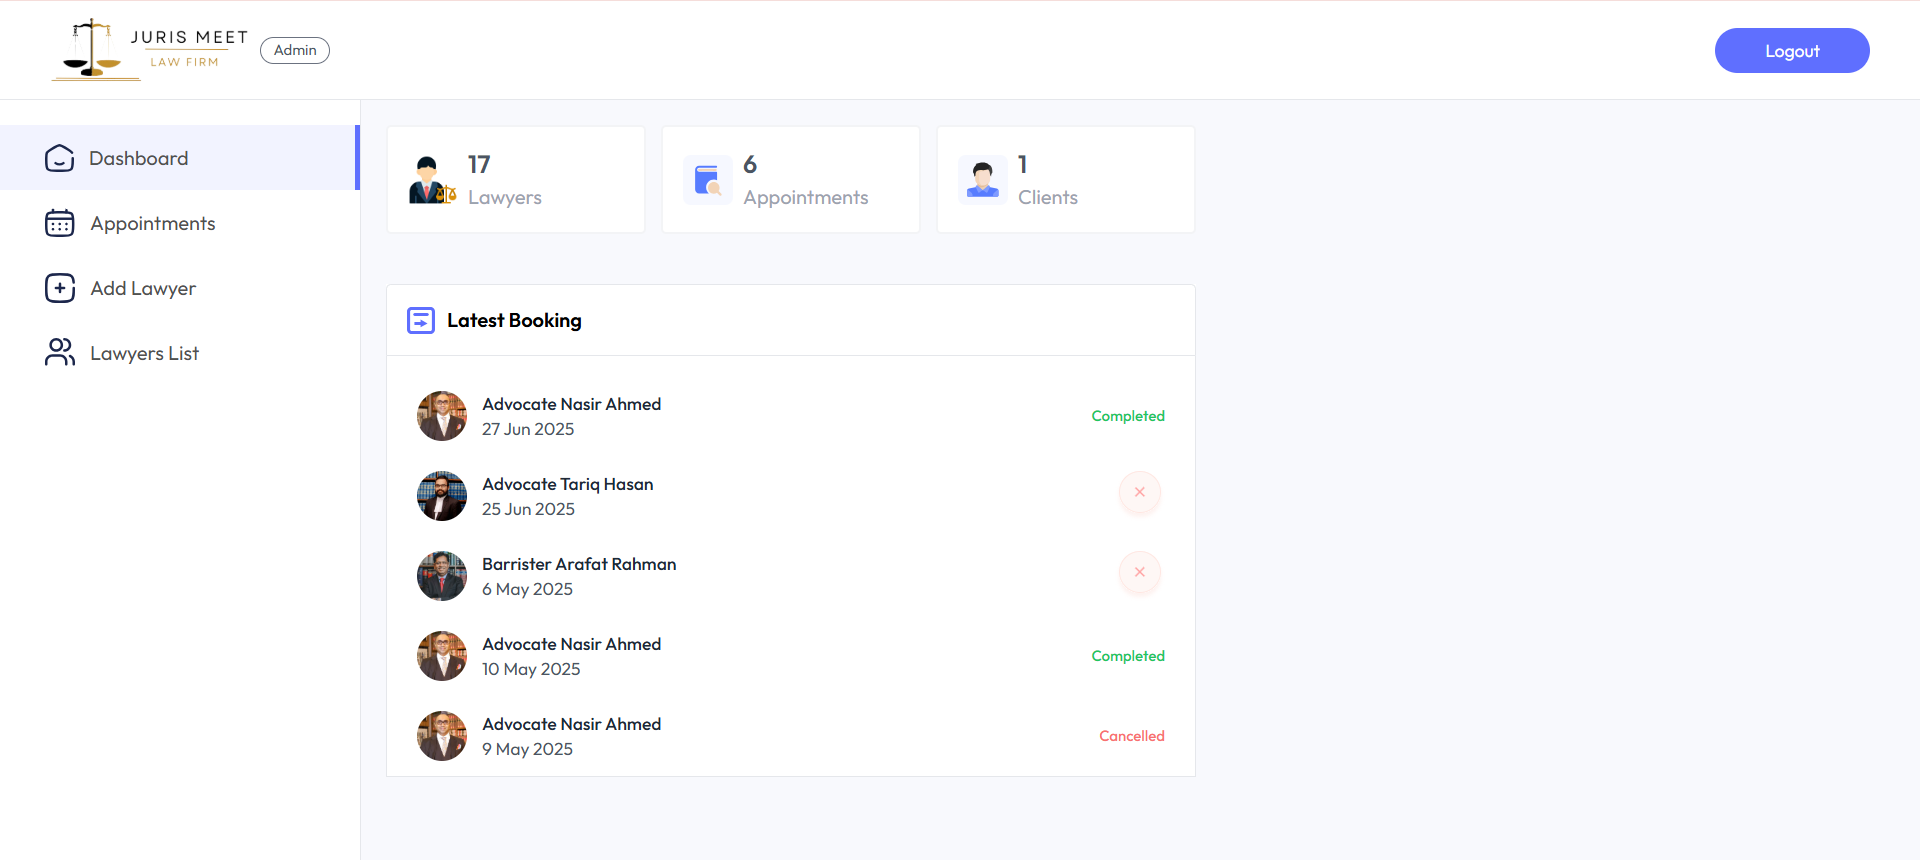 JURIS MEET
LAW FIRM
Admin
Logout
Dashboard
Appointments
Add Lawyer
Lawyers List
17
Lawyers
6
Appointments
1
Clients
Latest Booking
Advocate Nasir Ahmed
27 Jun 2025
Completed
Advocate Tariq Hasan
25 Jun 2025
Barrister Arafat Rahman
6 May 2025
Advocate Nasir Ahmed
10 May 2025
Completed
Advocate Nasir Ahmed
9 May 2025
Cancelled